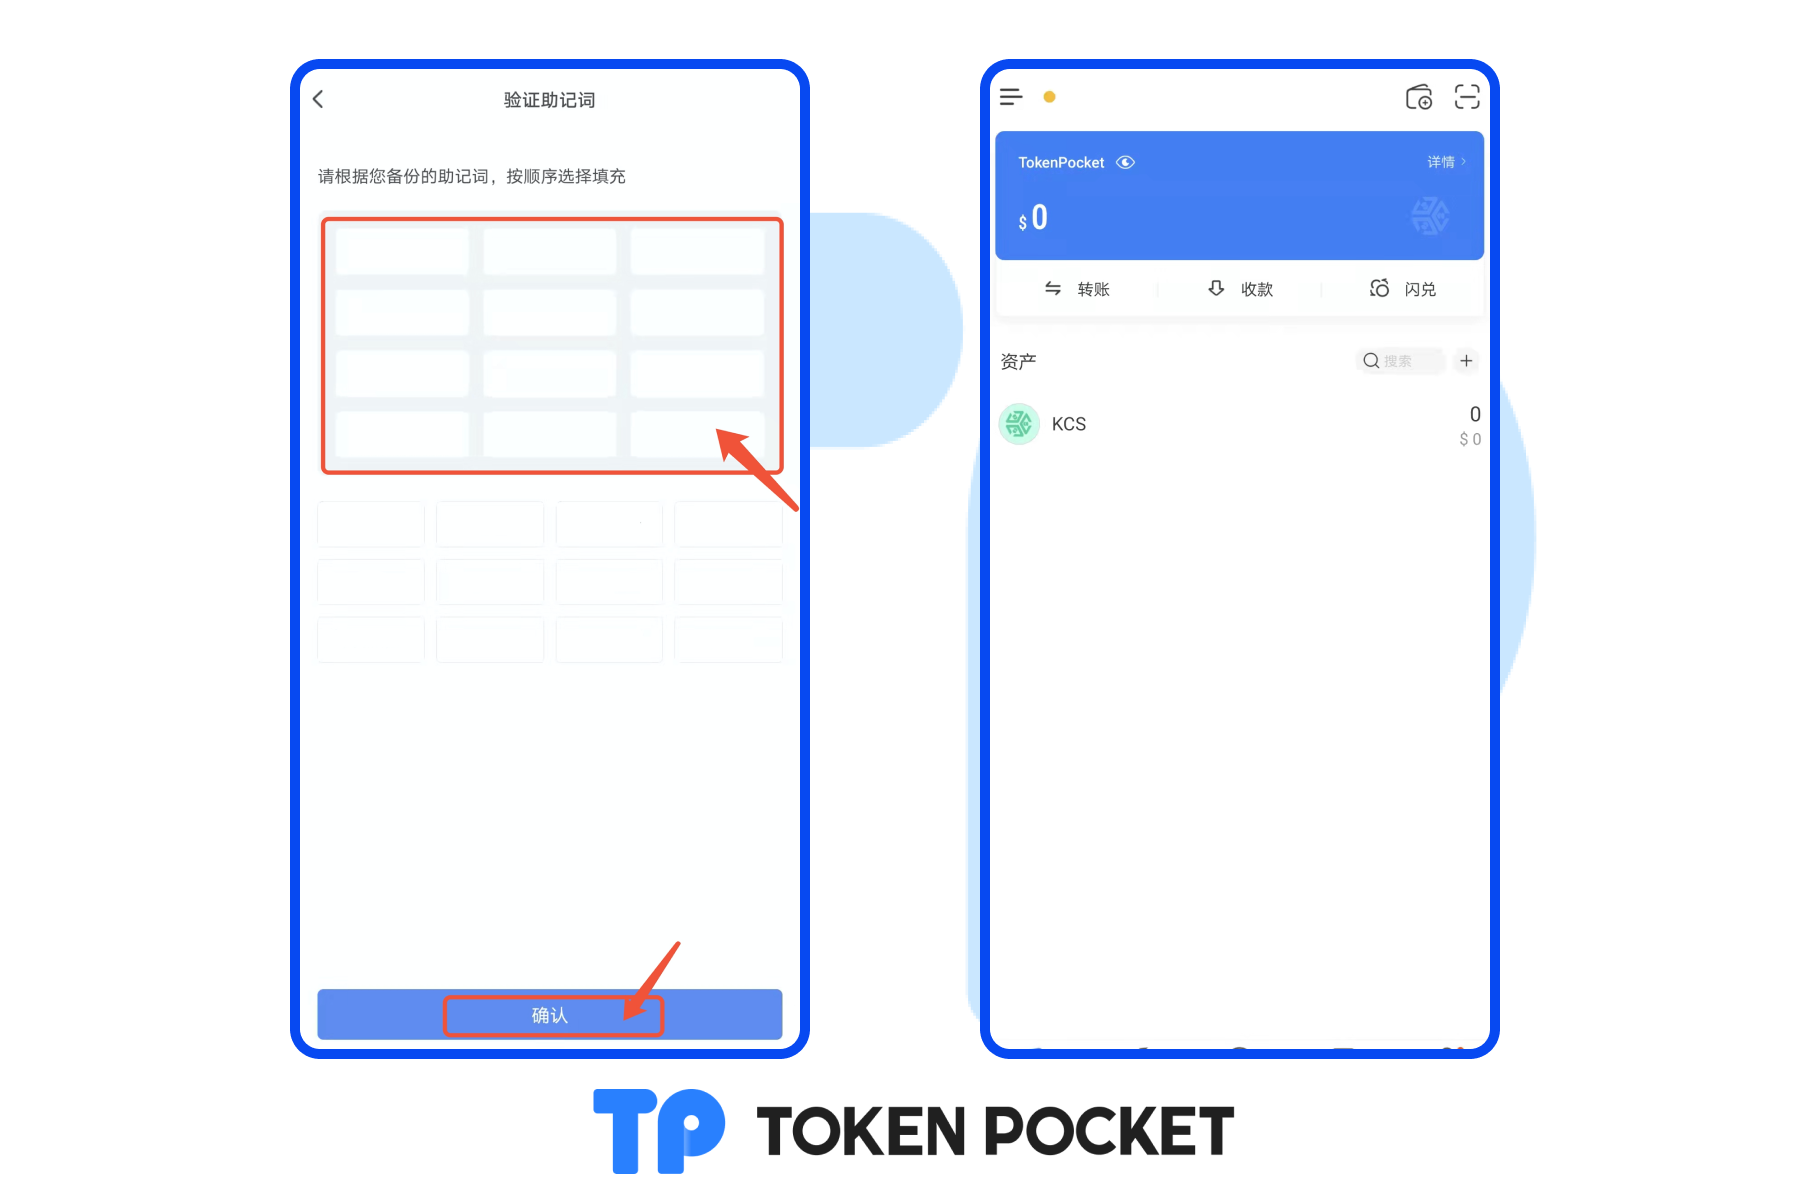 验证助记词
请根据您备份的助记词，按顺序选择填充
确认
TokenPocket
详情
$ 0
转账
收款
闪兑
资产
搜索
KCS
0
$ 0
TP TOKEN POCKET